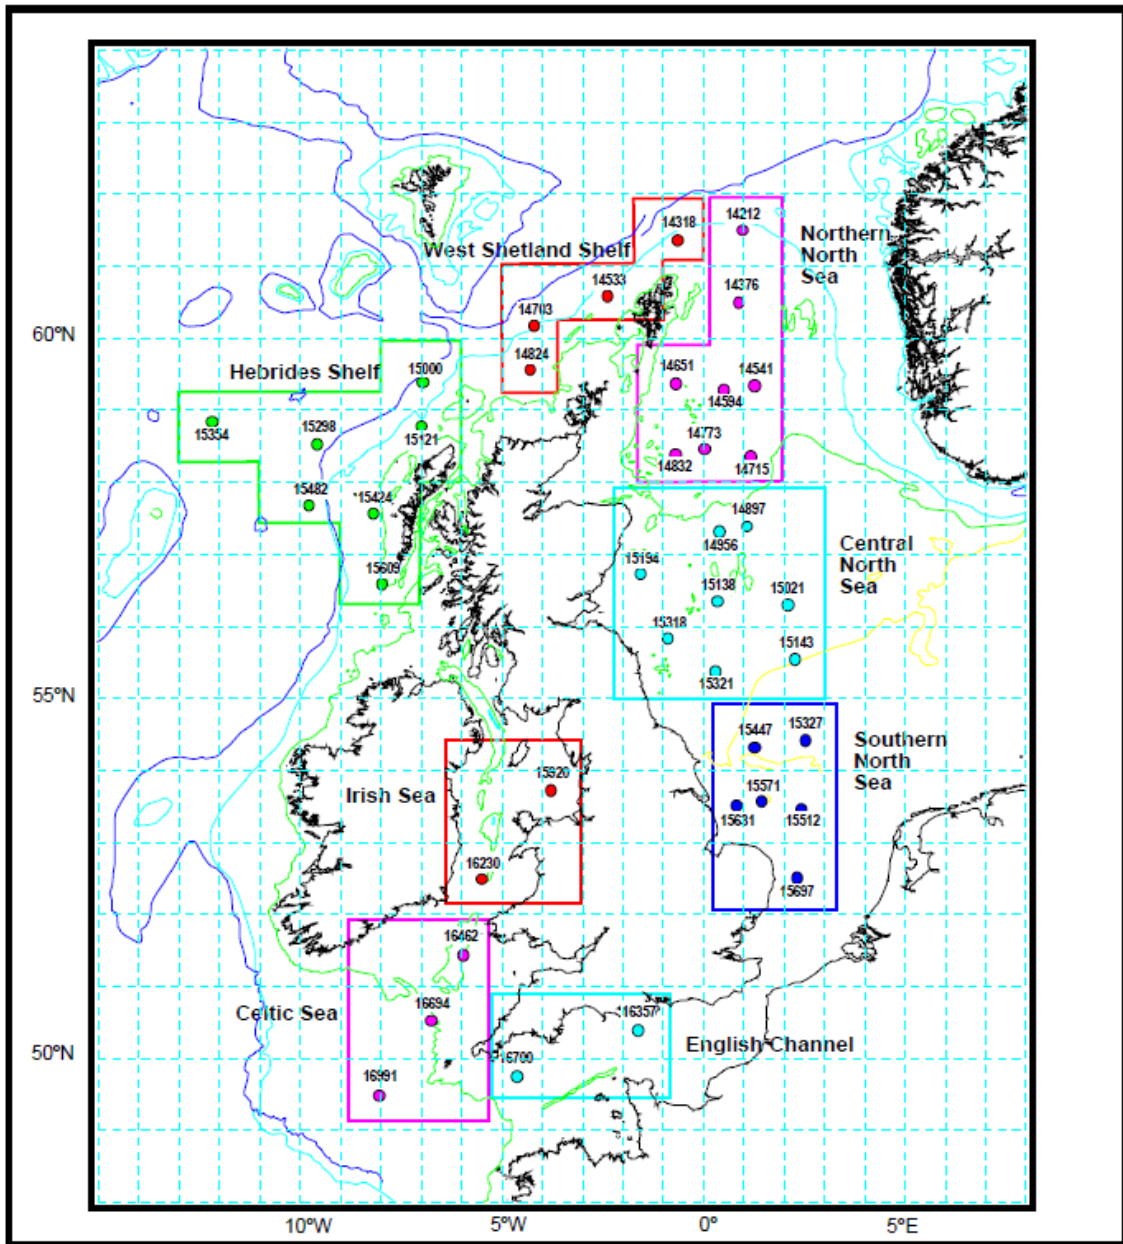 14318
14212
West Shetland Shelf
Northern
North
Sea
14533
14376
14703
60ºN
14824
14651
14541
14594
Hebrides Shelf
15000
15354
15298
15121
14773
14832
14715
15482
15424
14897
14956
Central
North
Sea
15194
15609
15138
15021
15318
15143
15321
55ºN
15447
15327
Southern
North
Sea
Irish Sea
15920
15571
15631
15512
16230
15697
16462
Celtic Sea
16694
16357
English Channel
50ºN
16700
16991
10ºW
5ºW
0º
5ºE